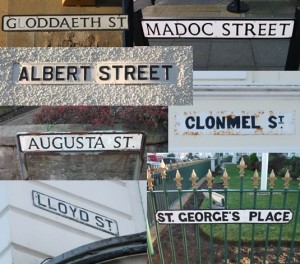 GLODDAETH ST.
MADOC STREET
ALBERT STREET
CLONMEL ST.
AUGUSTA ST.
LLOYD ST
ST. GEORGE'S PLACE